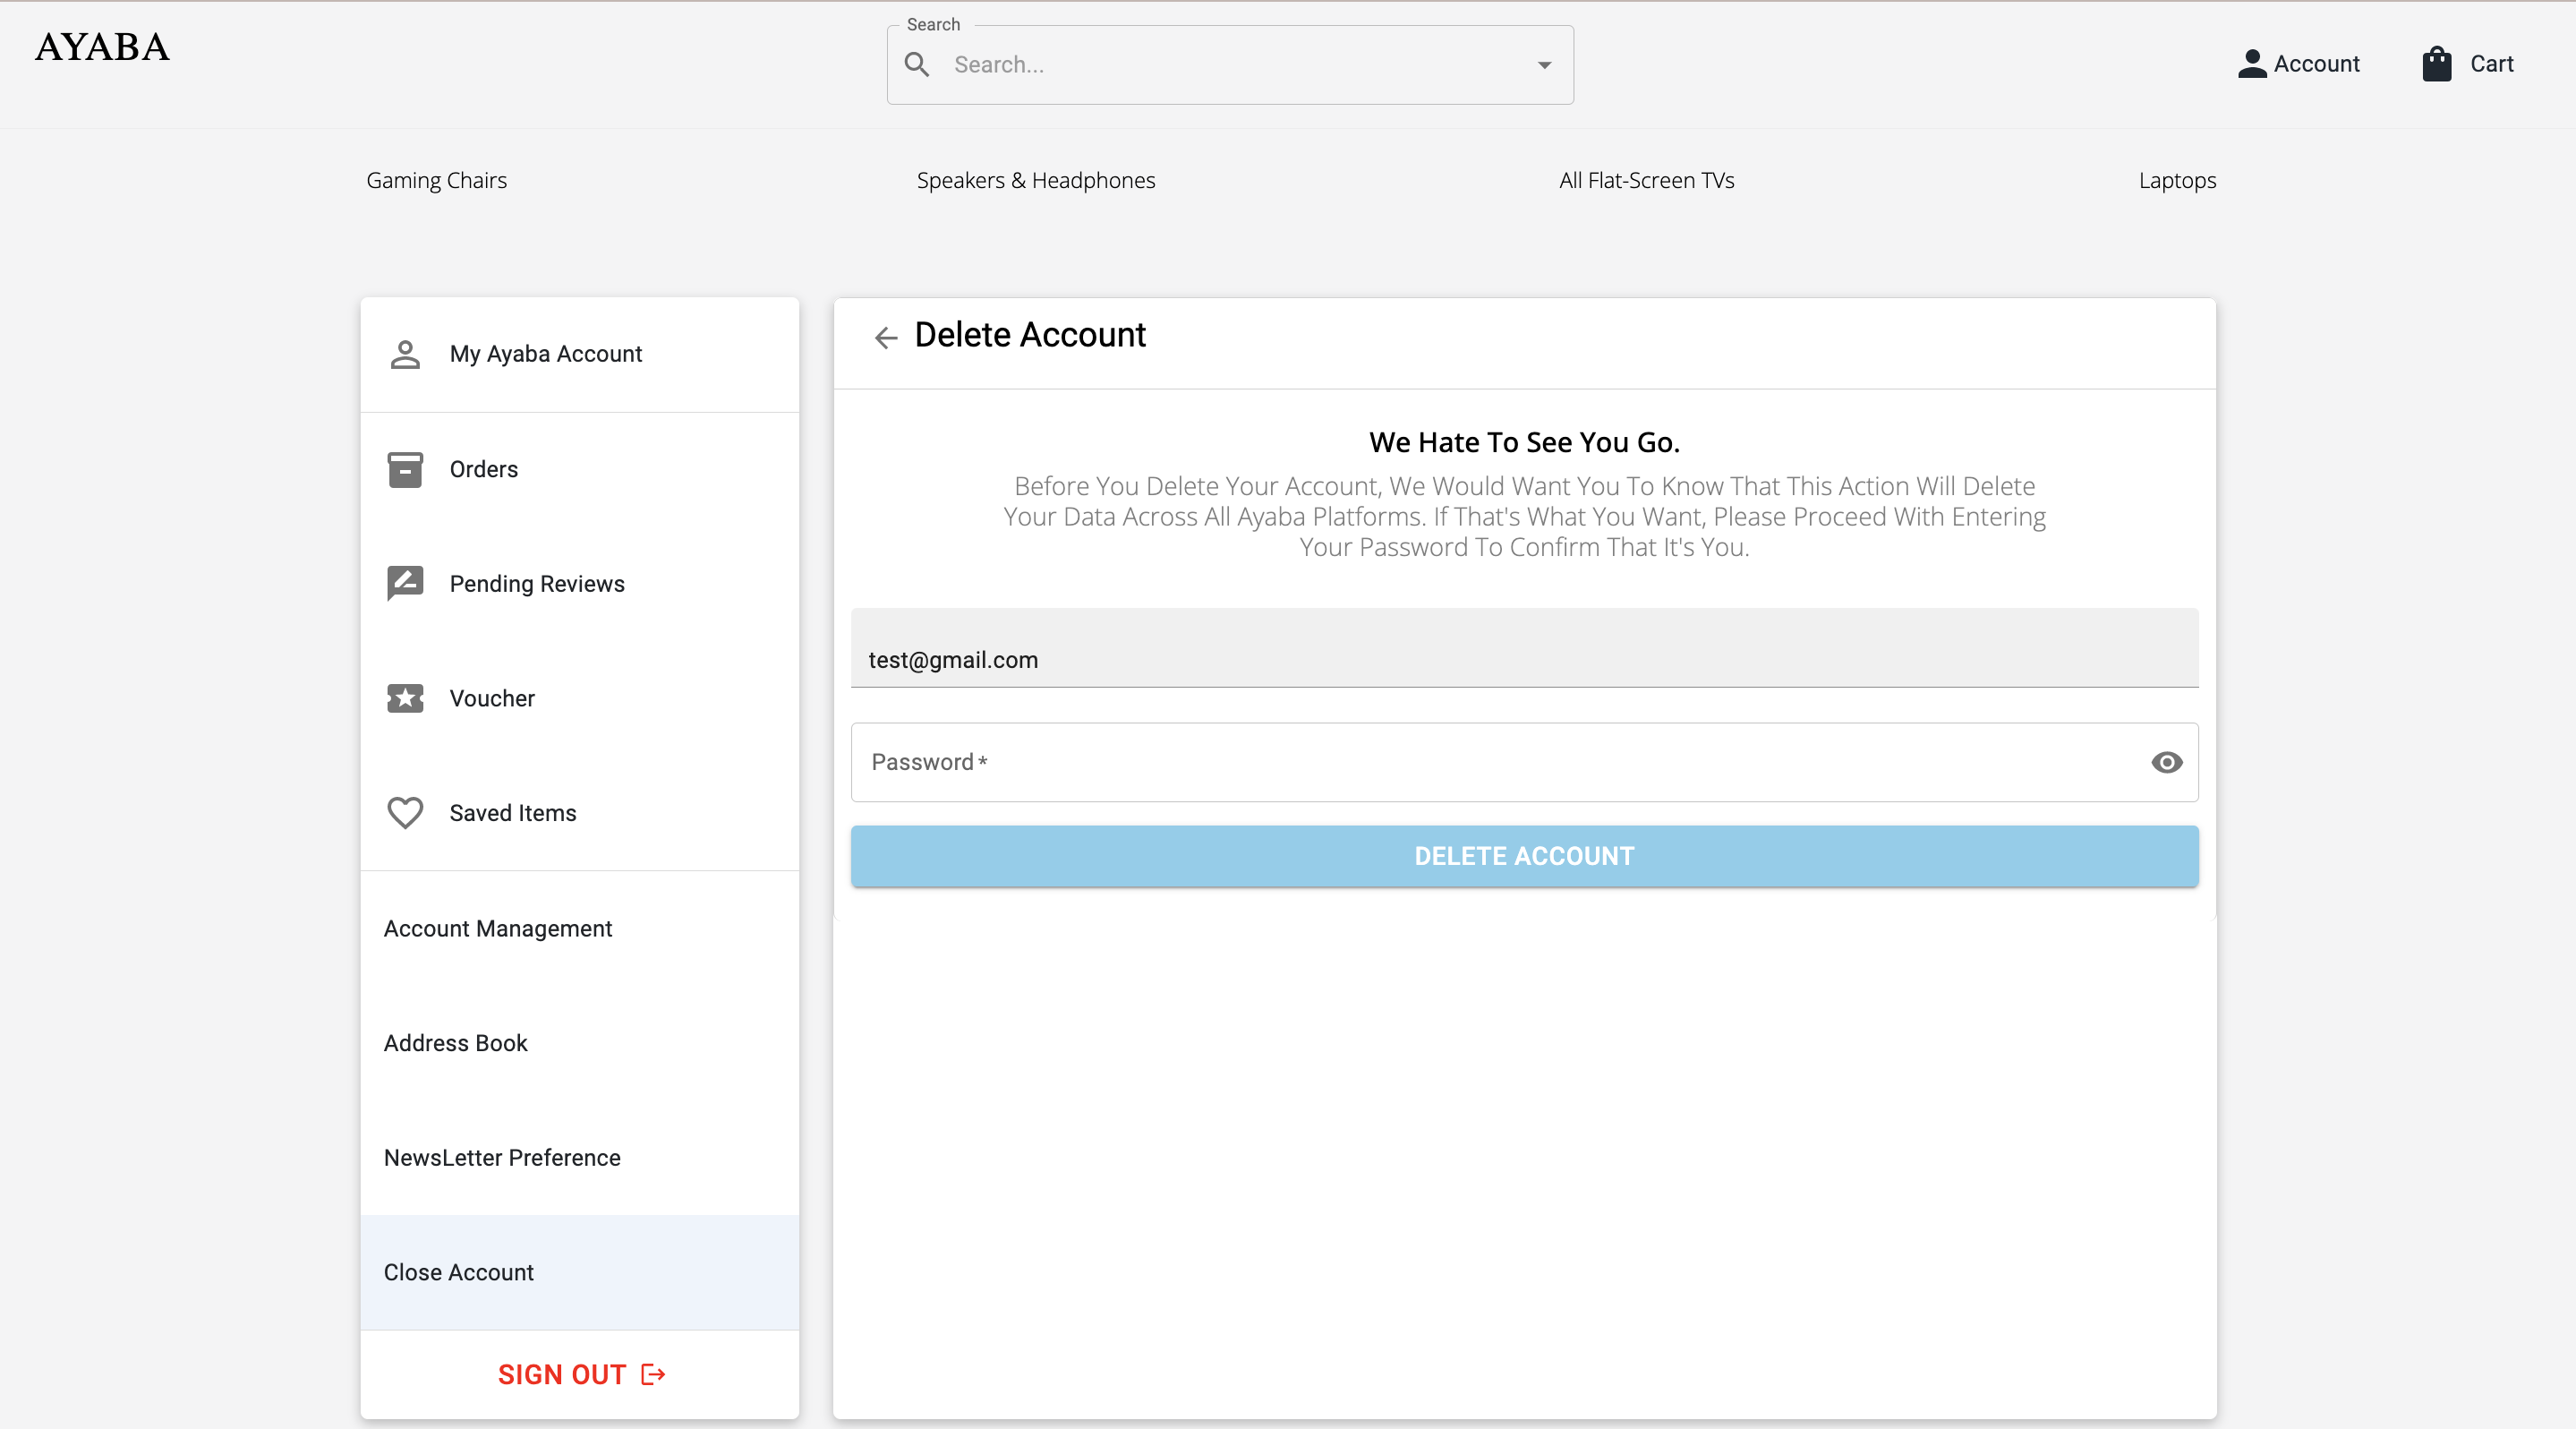 AYABA
Search
Search...
Account
Cart
Gaming Chairs
Speakers & Headphones
All Flat-Screen TVs
Laptops
My Ayaba Account
Orders
Pending Reviews
Voucher
Saved Items
Account Management
Address Book
NewsLetter Preference
Close Account
SIGN OUT
Delete Account
We Hate To See You Go.
Before You Delete Your Account, We Would Want You To Know That This Action Will Delete
Your Data Across All Ayaba Platforms. If That's What You Want, Please Proceed With Entering
Your Password To Confirm That It's You.
test@gmail.com
Password *
DELETE ACCOUNT